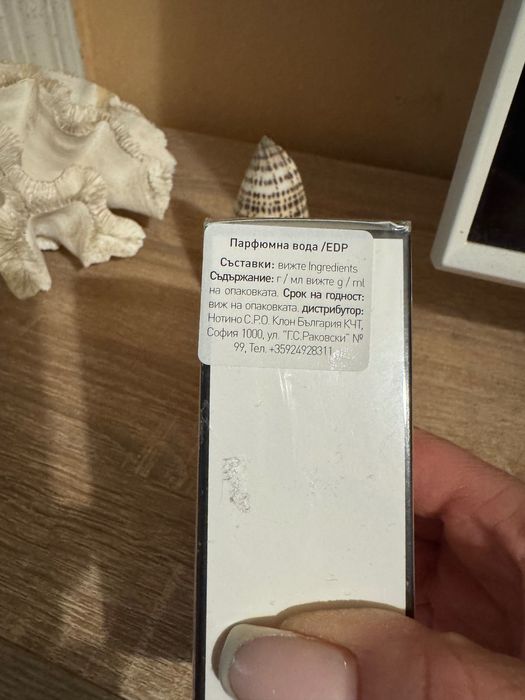 Парфюмна вода /EDP
Съставки: вижте Ingredients
Съдържание: г / мл вижте g / ml
на опаковката. Срок на годност:
виж на опаковката, дистрибутор:
Нотино С.Р.О. Клон България КЧТ,
София 1000, ул. "Г.С.Раковски" №
99, Тел. +35924928311